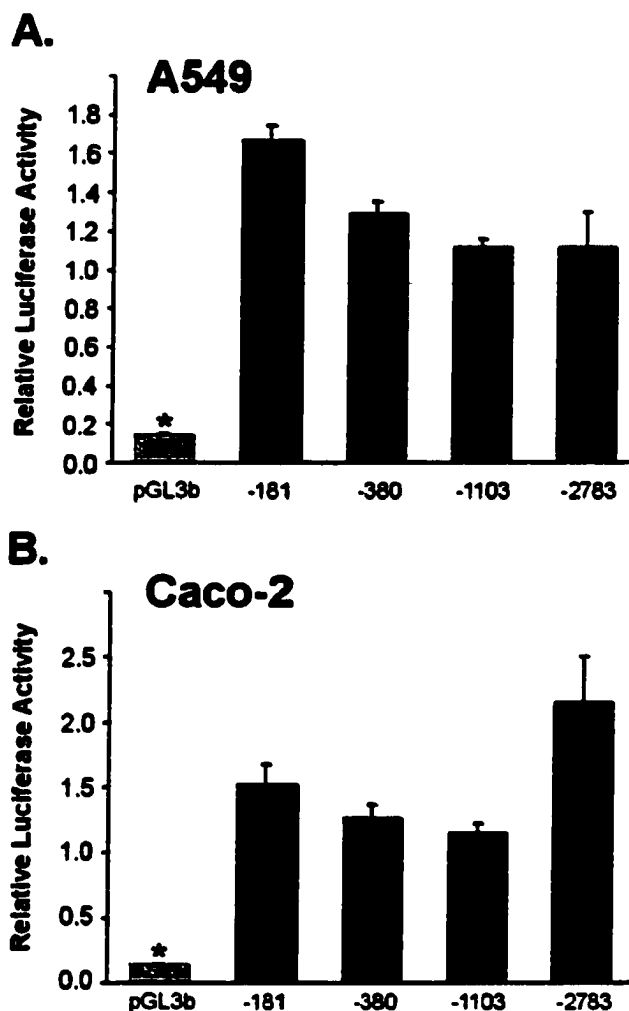 A.
A549
Relative Luciferase Activity
1.8
1.6
1.4
1.2
1.0
0.8
0.6
0.4
0.2
0.0
*
pGL3b -181 -380 -1103 -2783
B.
Caco-2
Relative Luciferase Activity
2.5
2.0
1.5
1.0
0.5
0.0
*
pGL3b -181 -380 -1103 -2783